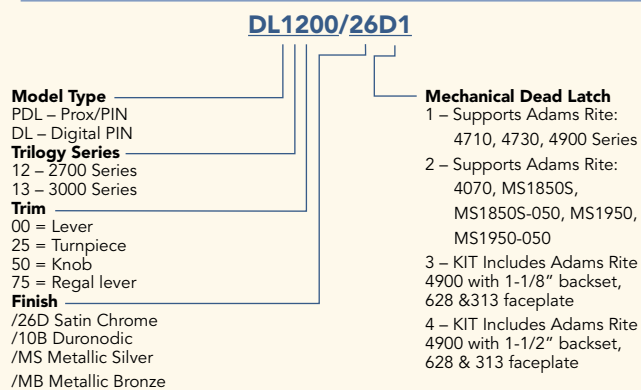 DL1200/26D1
Model Type
PDL – Prox/PIN
DL – Digital PIN
Trilogy Series
12 – 2700 Series
13 – 3000 Series
Trim
00 = Lever
25 = Turnpiece
50 = Knob
75 = Regal lever
Finish
/26D Satin Chrome
/10B Duronodic
/MS Metallic Silver
/MB Metallic Bronze
Mechanical Dead Latch
1 – Supports Adams Rite:
4710, 4730, 4900 Series
2 – Supports Adams Rite:
4070, MS1850S,
MS1850S-050, MS1950,
MS1950-050
3 – KIT Includes Adams Rite
4900 with 1-1/8” backset,
628 &313 faceplate
4 – KIT Includes Adams Rite
4900 with 1-1/2” backset,
628 & 313 faceplate